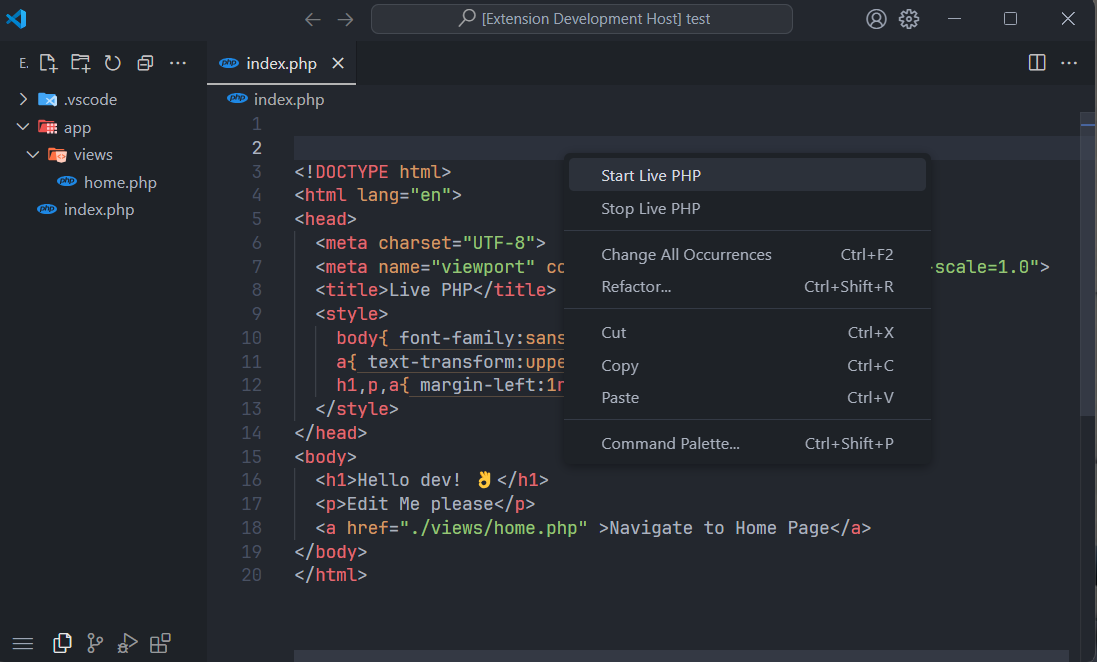 [Extension Development Host] test
E.
index.php
.vscode
app
views
home.php
index.php
index.php
1
2
3 <!DOCTYPE html>
4 <html lang="en">
5 <head>
6 <meta charset="UTF-8">
7 <meta name="viewport" co -scale=1.0">
8 <title>Live PHP</title>
9 <style>
10 body{ font-family:sans
11 a{ text-transform:uppe
12 h1,p,a{ margin-left:1r
13 </style>
14 </head>
15 <body>
16 <h1>Hello dev! 👌</h1>
17 <p>Edit Me please</p>
18 <a href="./views/home.php" >Navigate to Home Page</a>
19 </body>
20 </html>
Start Live PHP
Stop Live PHP
Change All Occurrences Ctrl+F2
Refactor... Ctrl+Shift+R
Cut Ctrl+X
Copy Ctrl+C
Paste Ctrl+V
Command Palette... Ctrl+Shift+P